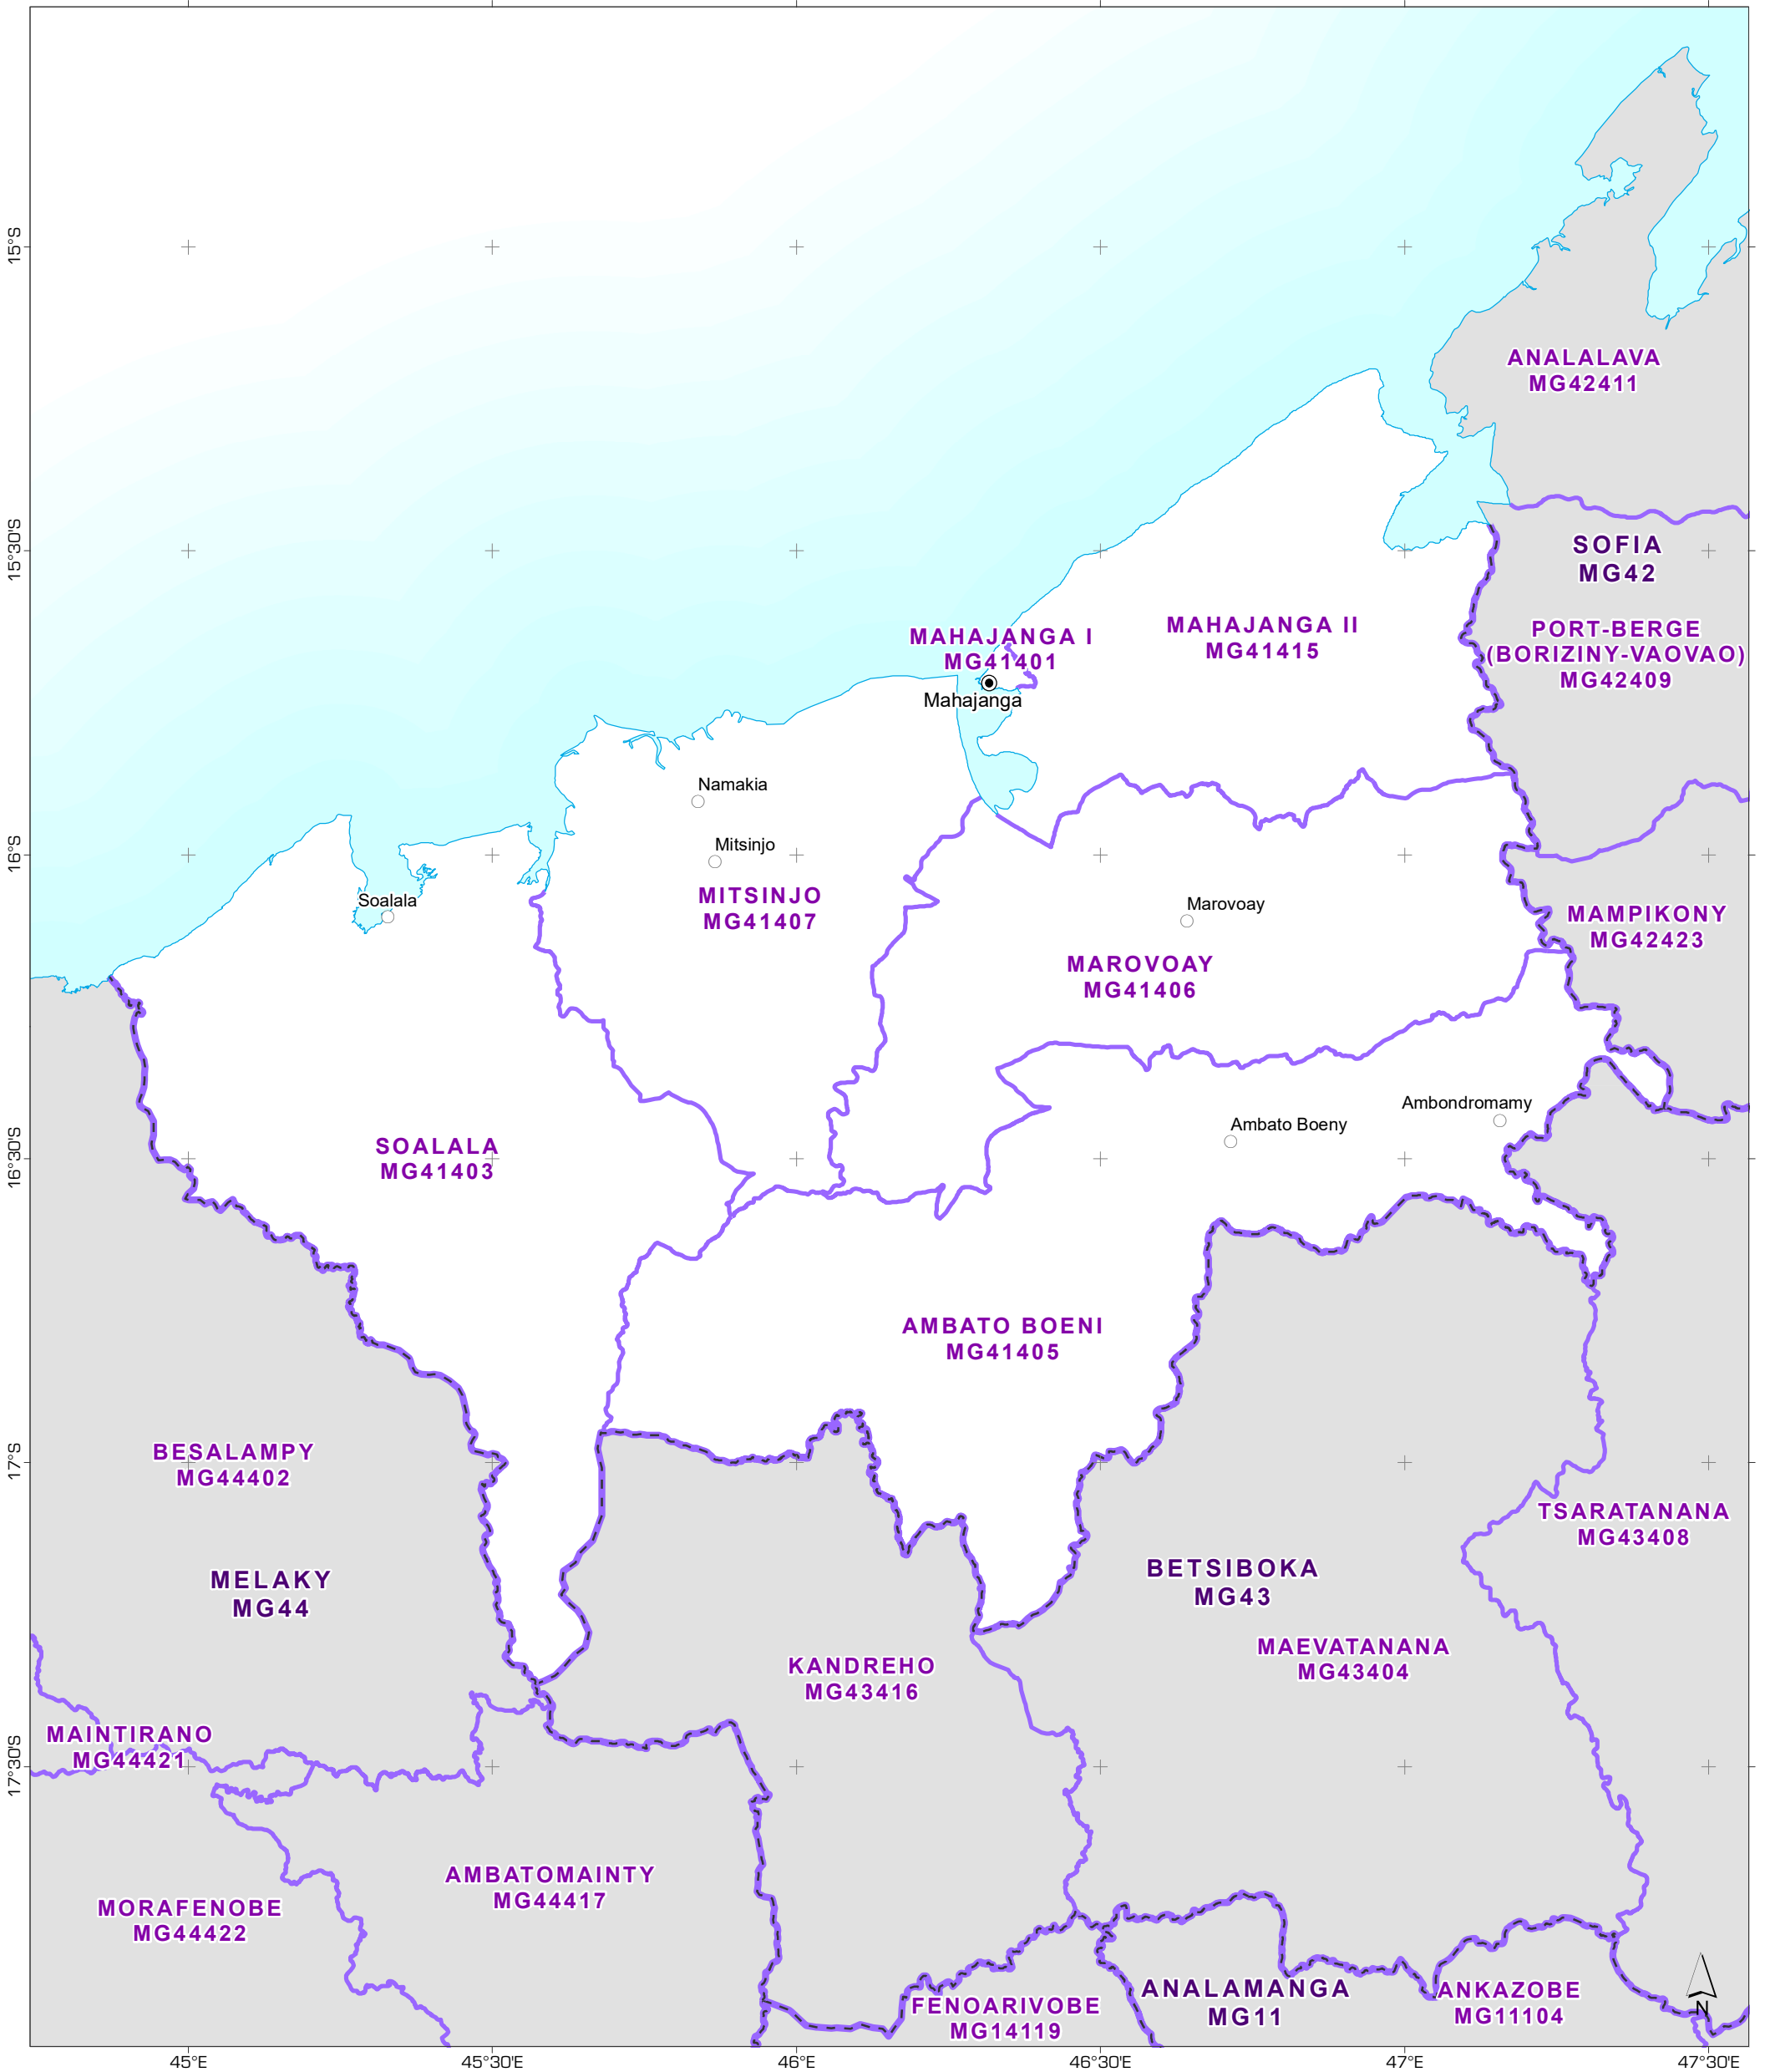 15°S
ANALALAVA
MG42411
15°30'S
SOFIA
MG42
MAHAJANGA I
MG41401
MAHAJANGA II
MG41415
PORT-BERGE
(BORIZINY-VAOVAO)
MG42409
Mahajanga
Namakia
Mitsinjo
16°S
Soalala
MITSINJO
MG41407
Marovoay
MAROVOAY
MG41406
MAMPIKONY
MG42423
Ambondromamy
Ambato Boeny
16°30'S
SOALALA
MG41403
AMBATO BOENI
MG41405
17°S
BESALAMPY
MG44402
TSARATANANA
MG43408
MELAKY
MG44
BETSIBOKA
MG43
KANDREHO
MG43416
MAEVATANANA
MG43404
MAINTIRANO
MG44421
17°30'S
AMBATOMAINTY
MG44417
MORAFENOBE
MG44422
FENOARIVOBE
MG14119
ANALAMANGA
MG11
ANKAZOBE
MG11104
N
45°E
45°30'E
46°E
46°30'E
47°E
47°30'E